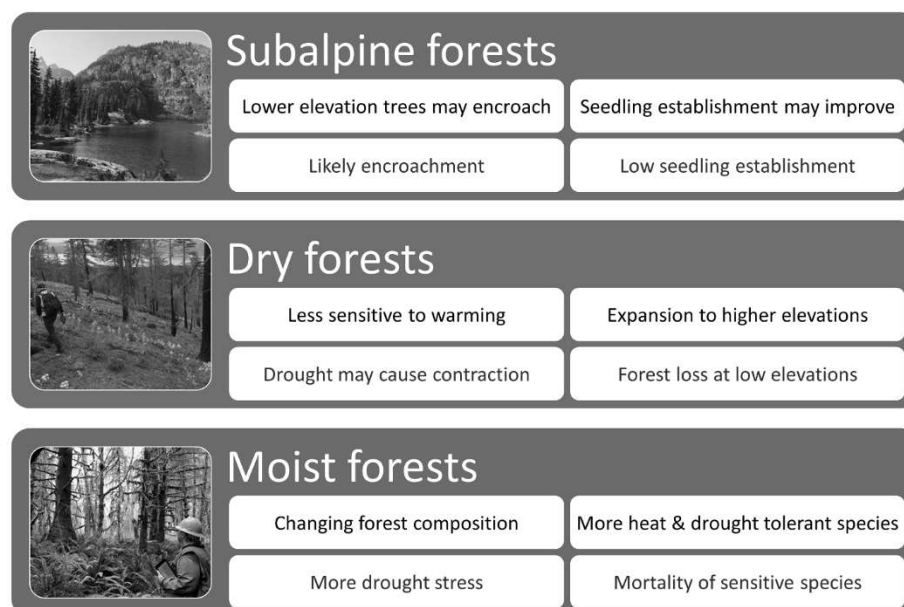 Subalpine forests
Lower elevation trees may encroach
Seedling establishment may improve
Likely encroachment
Low seedling establishment
Dry forests
Less sensitive to warming
Expansion to higher elevations
Drought may cause contraction
Forest loss at low elevations
Moist forests
Changing forest composition
More heat & drought tolerant species
More drought stress
Mortality of sensitive species